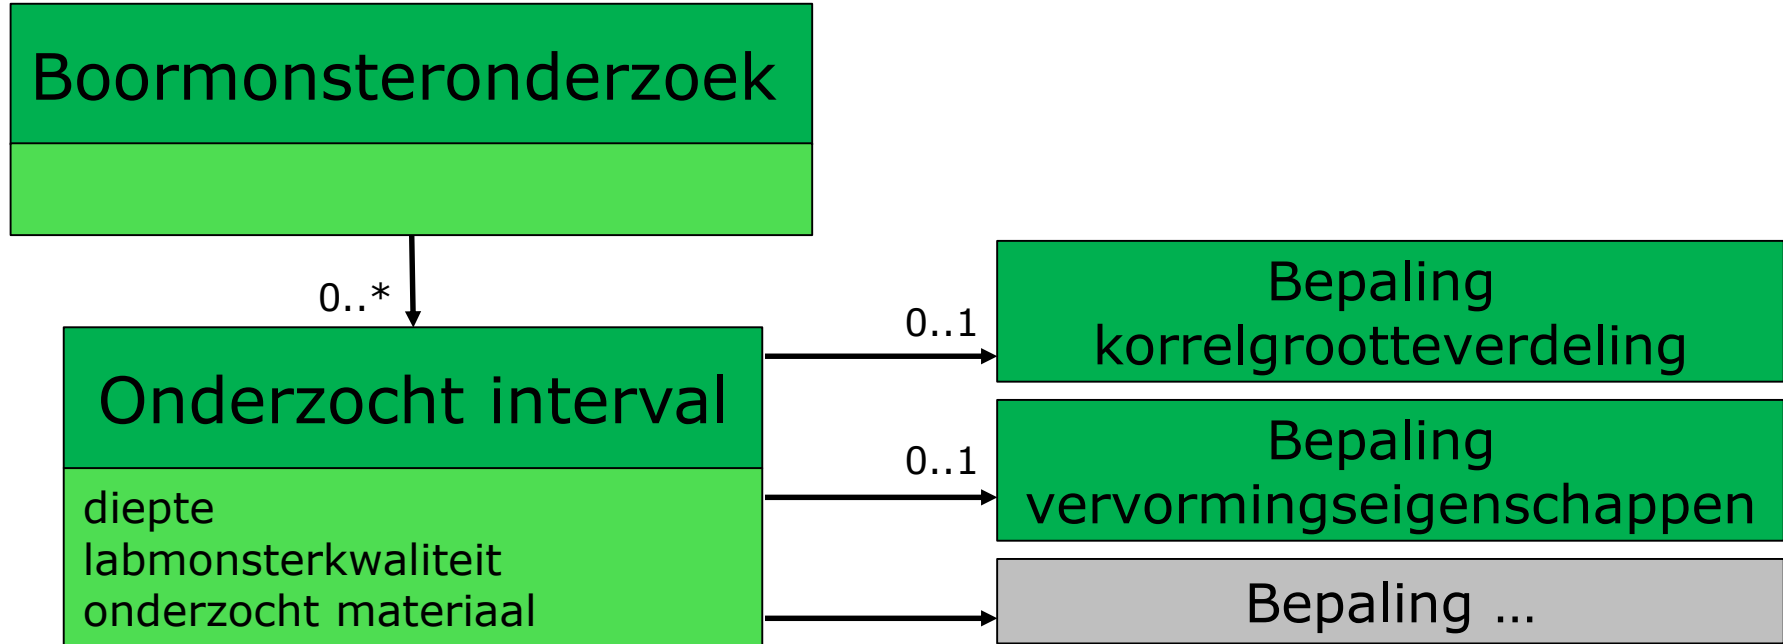 Boormonsteronderzoek
0..*
Onderzocht interval
diepte
labmonsterkwaliteit
onderzocht materiaal
0..1
Bepaling
korrelgrootteverdeling
0..1
Bepaling
vervormingseigenschappen
Bepaling ...